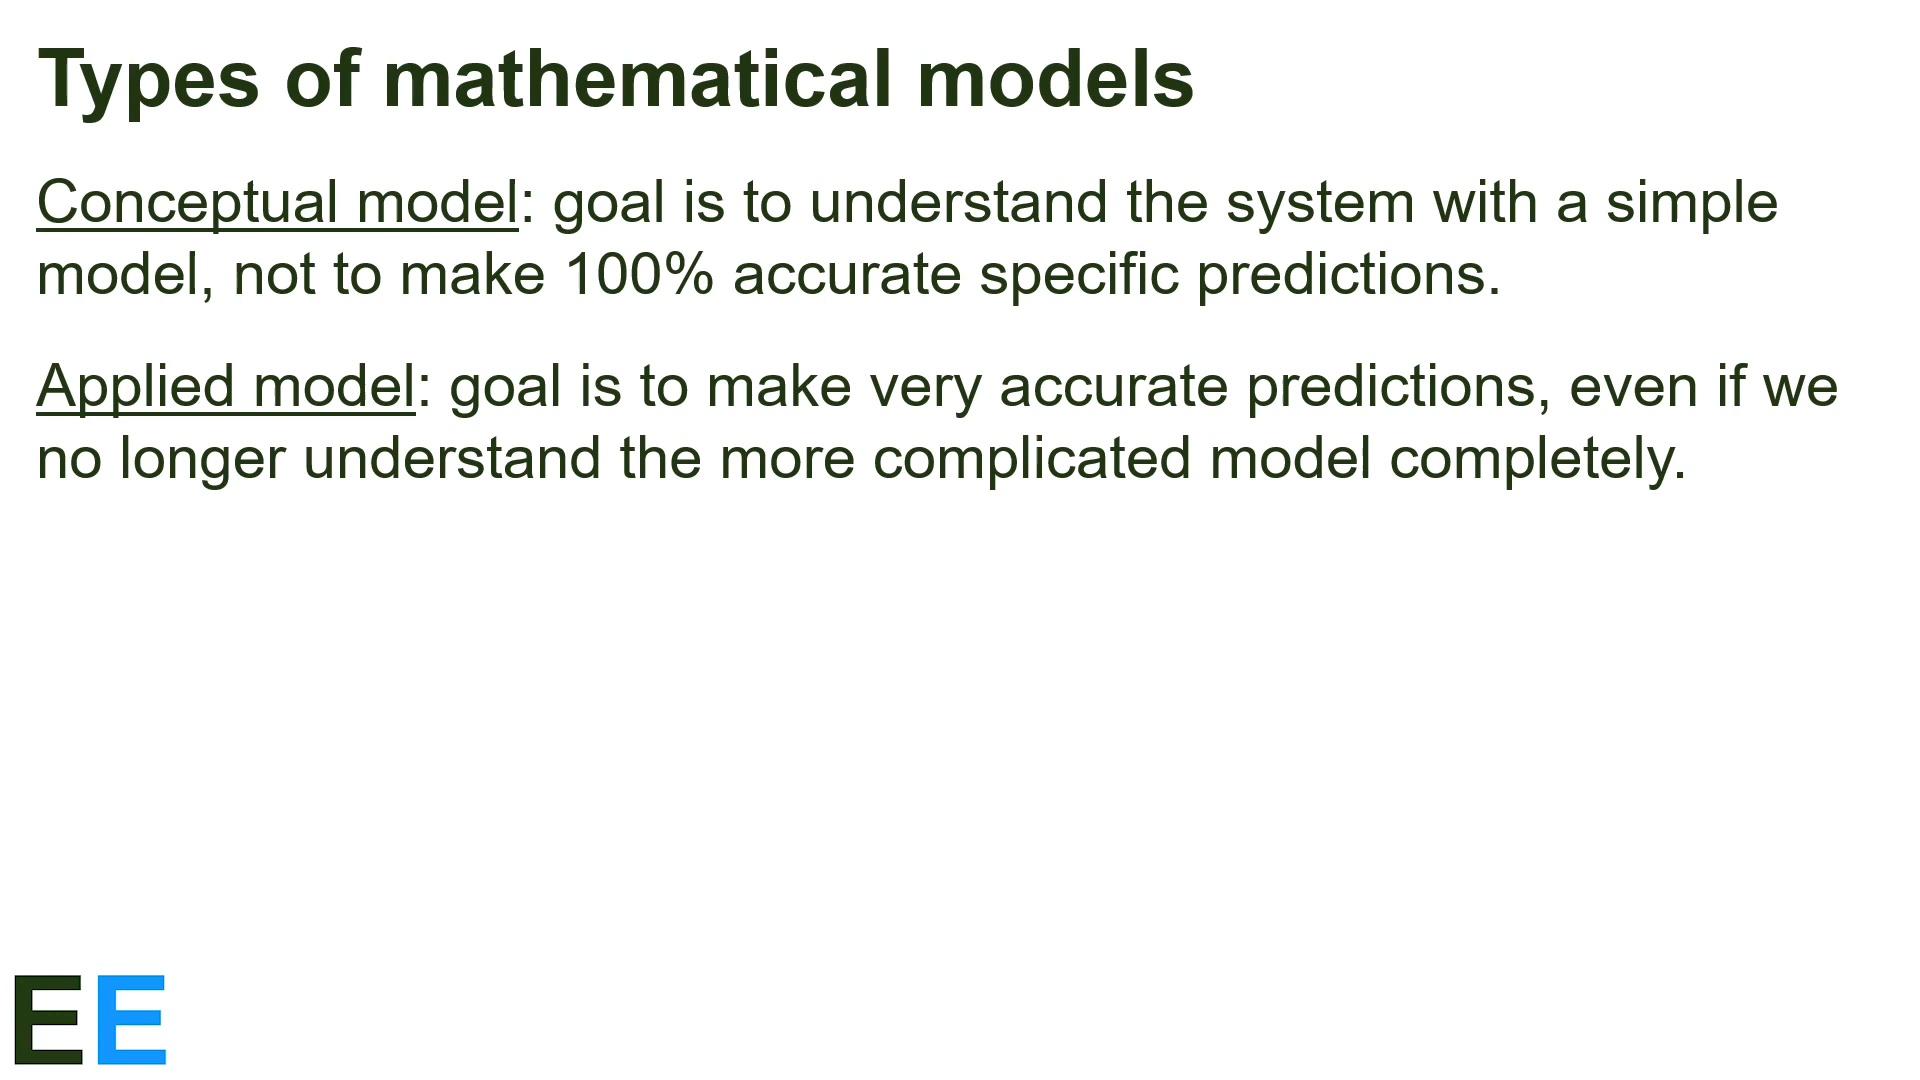 Types of mathematical models
Conceptual model: goal is to understand the system with a simple
model, not to make 100% accurate specific predictions.
Applied model: goal is to make very accurate predictions, even if we
no longer understand the more complicated model completely.
EE